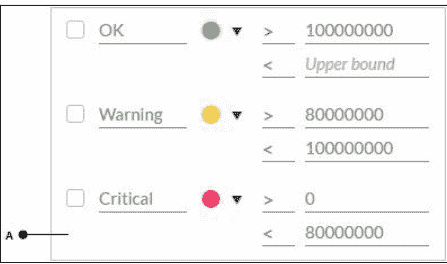 OK > 100000000
< Upper bound
Warning > 80000000
< 100000000
Critical > 0
A < 80000000